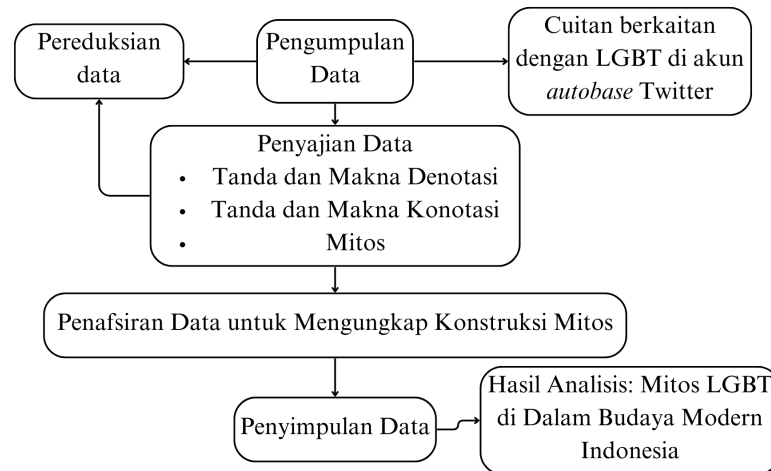 Pereduksian
data
Pengumpulan
Data
Cuitan berkaitan
dengan LGBT di akun
autobase Twitter
Penyajian Data
• Tanda dan Makna Denotasi
• Tanda dan Makna Konotasi
• Mitos
Penafsiran Data untuk Mengungkap Konstruksi Mitos
Penyimpulan Data
Hasil Analisis: Mitos LGBT
di Dalam Budaya Modern
Indonesia